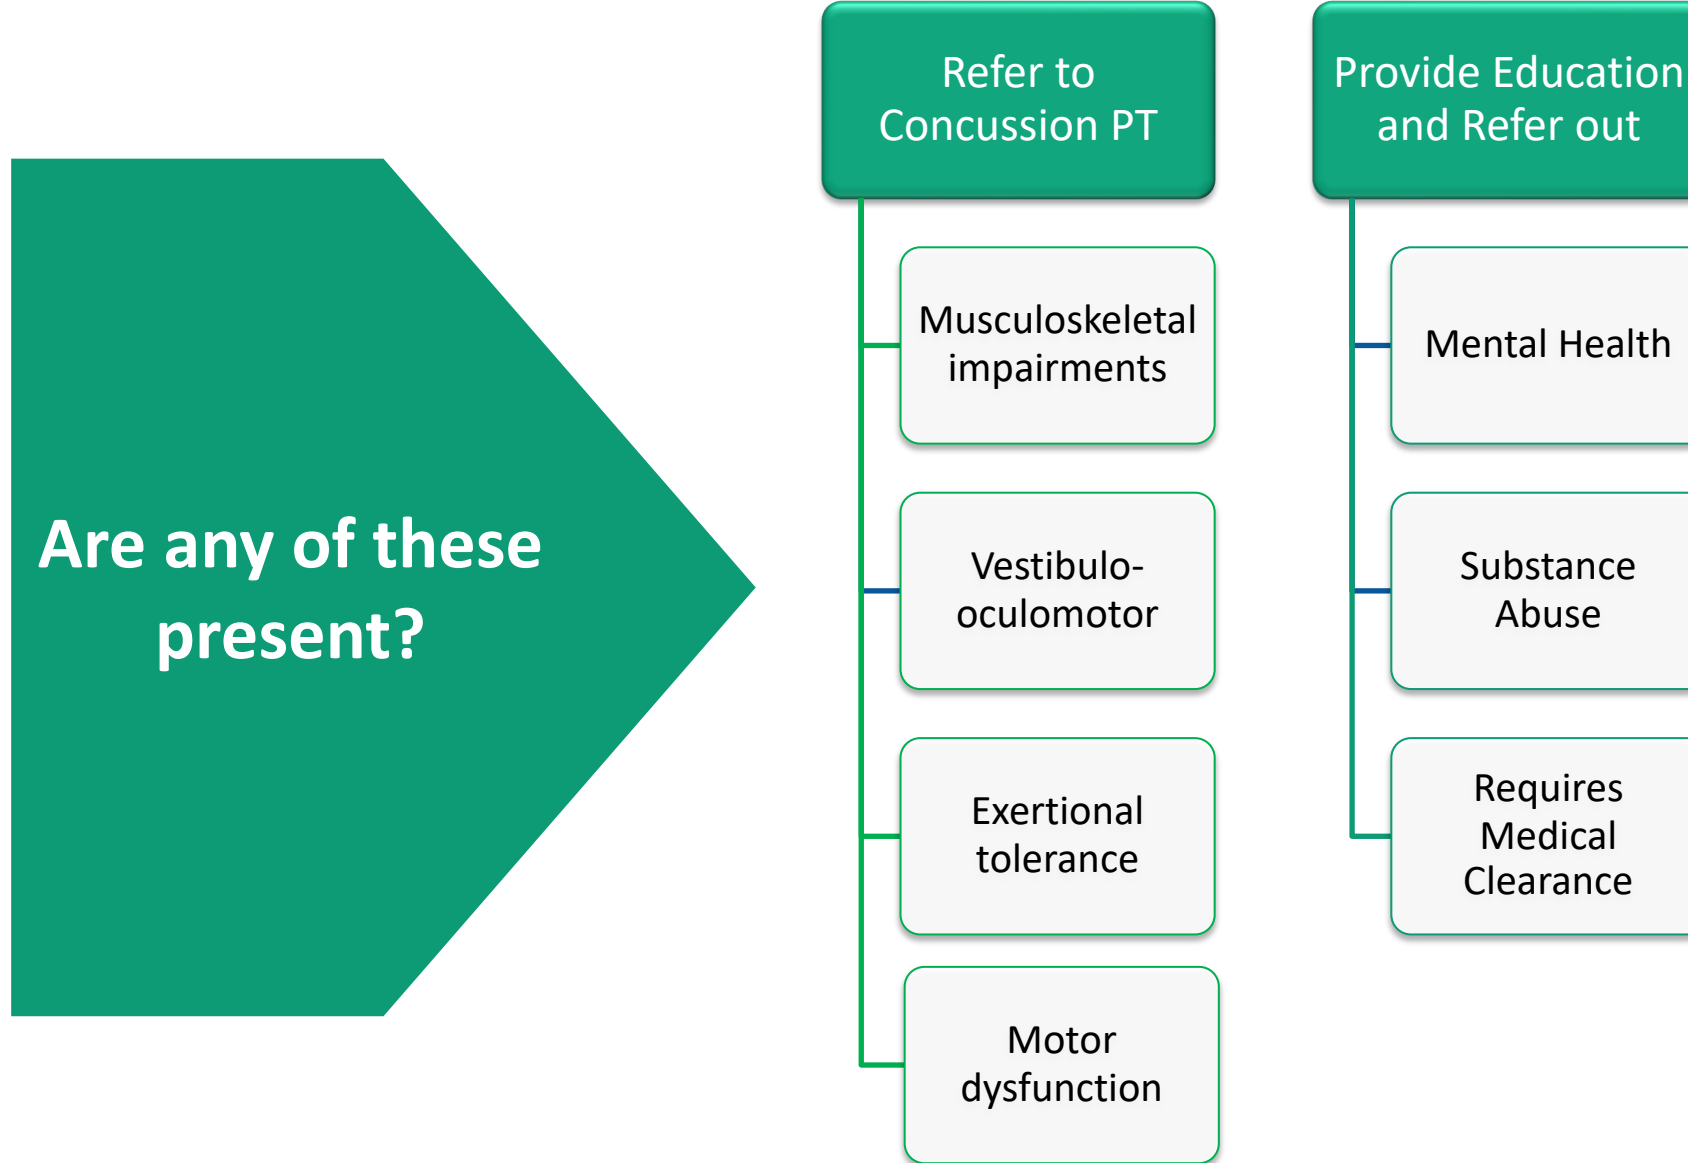 Are any of these
present?
Refer to
Concussion PT
Musculoskeletal
impairments
Vestibulo-
oculomotor
Exertional
tolerance
Motor
dysfunction
Provide Education
and Refer out
Mental Health
Substance
Abuse
Requires
Medical
Clearance